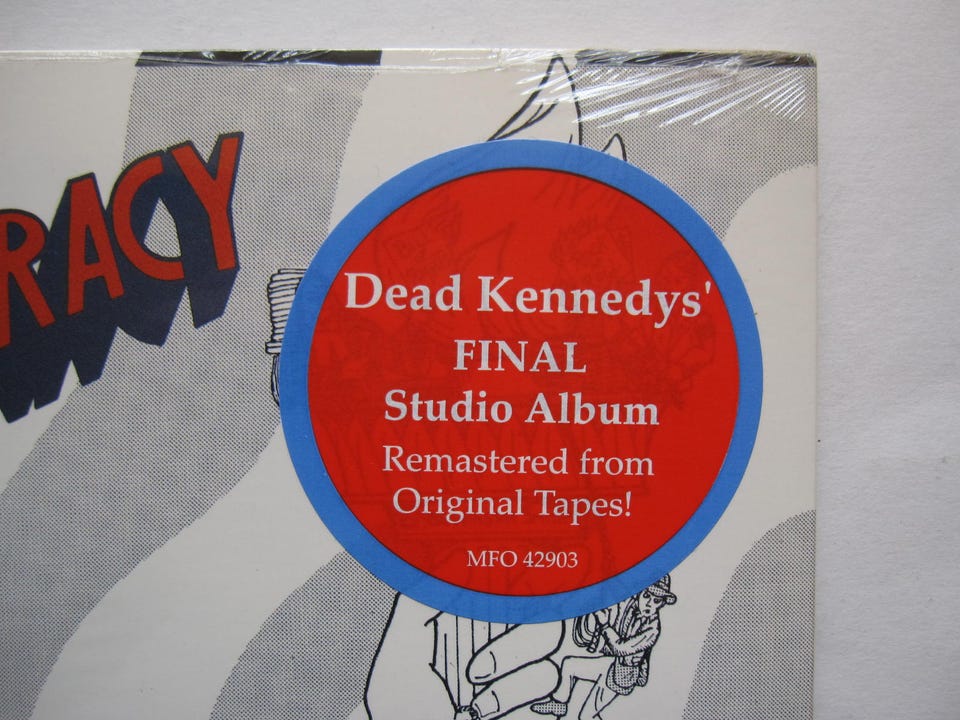 RACY
Dead Kennedys'
FINAL
Studio Album
Remastered from
Original Tapes!
MFO 42903